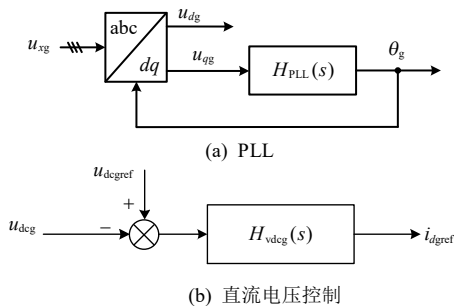 abc
dq
u_xg
u_dg
u_qg
H_PLL(s)
θ_g
(a) PLL
u_dcgref
+
u_dcg
−
H_vdcg(s)
i_dgref
(b) 直流电压控制